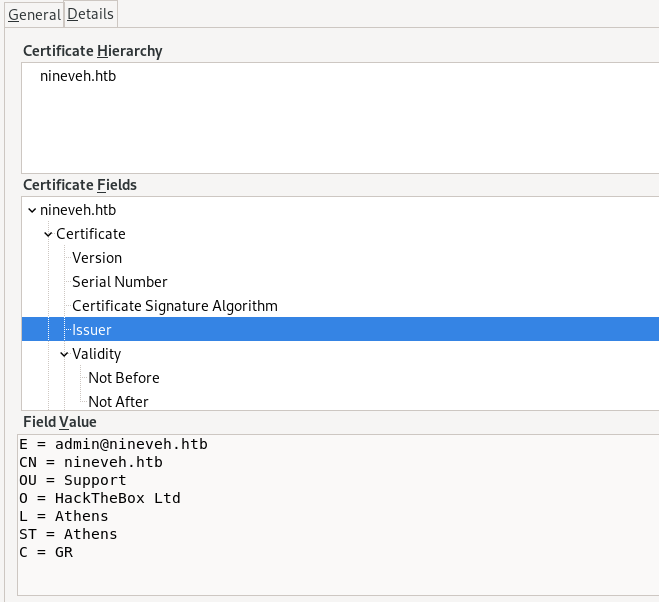 General Details
Certificate Hierarchy
nineveh.htb
Certificate Fields
nineveh.htb
Certificate
Version
Serial Number
Certificate Signature Algorithm
Issuer
Validity
Not Before
Not After
Field Value
E = admin@nineveh.htb
CN = nineveh.htb
OU = Support
O = HackTheBox Ltd
L = Athens
ST = Athens
C = GR